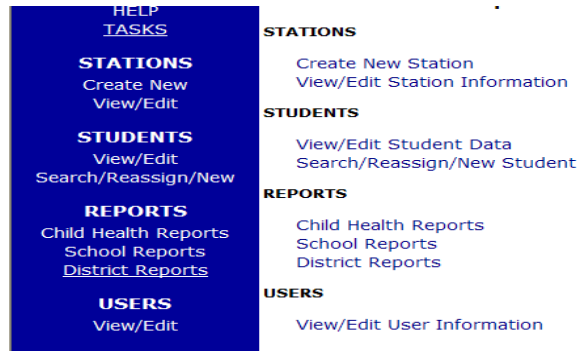 HELP
TASKS
STATIONS
Create New
View/Edit
STUDENTS
View/Edit
Search/Reassign/New
REPORTS
Child Health Reports
School Reports
District Reports
USERS
View/Edit
STATIONS
Create New Station
View/Edit Station Information
STUDENTS
View/Edit Student Data
Search/Reassign/New Student
REPORTS
Child Health Reports
School Reports
District Reports
USERS
View/Edit User Information